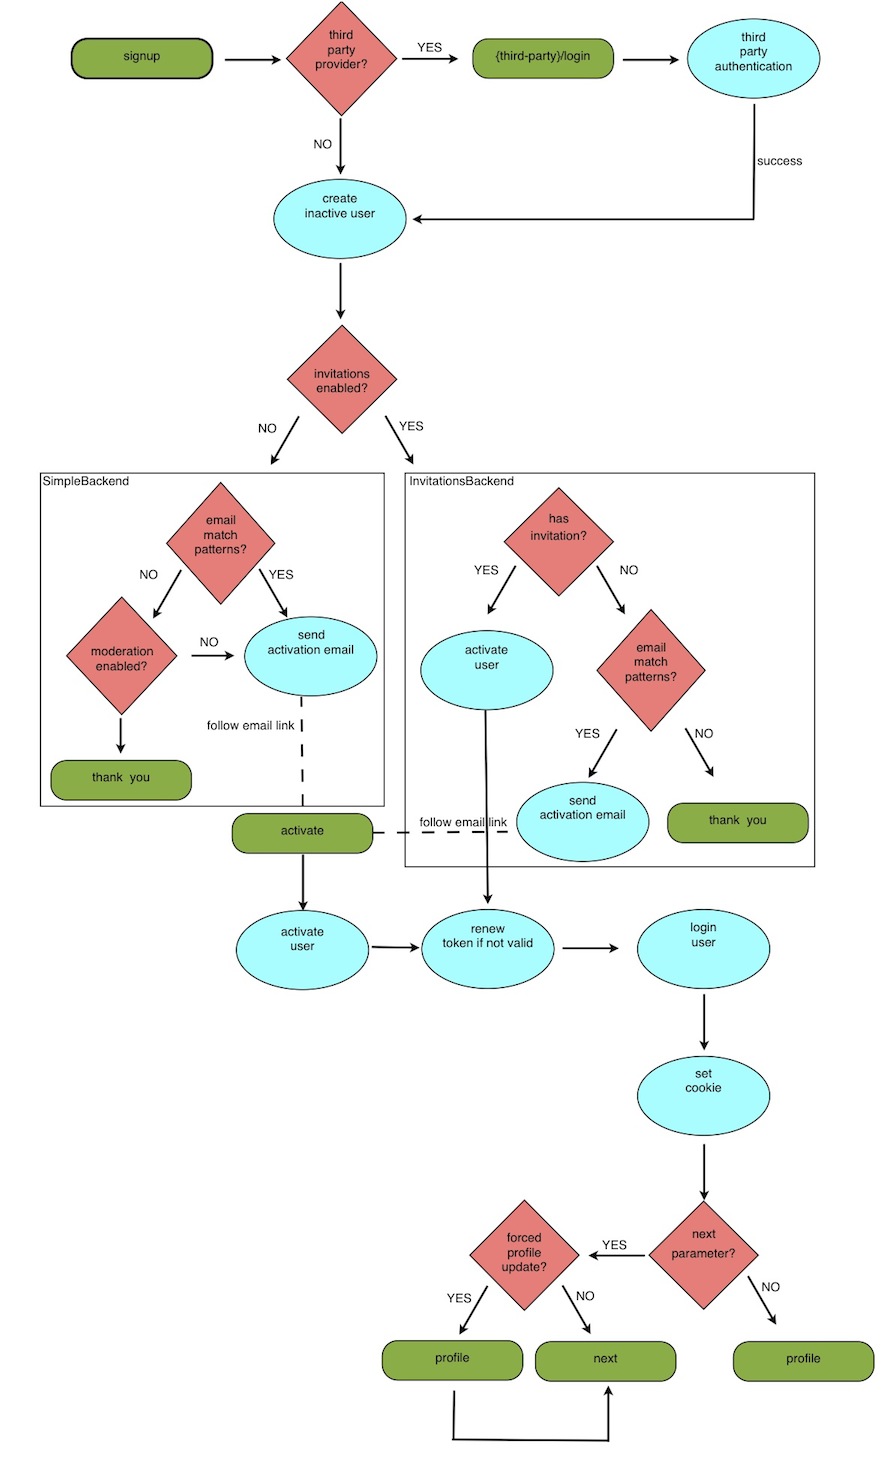 signup
third
party
provider?
YES
{third-party}/login
third
party
authentication
NO
success
create
inactive user
invitations
enabled?
NO
YES
SimpleBackend
email
match
patterns?
NO
YES
moderation
enabled?
NO
send
activation email
follow email link
thank you
InvitationsBackend
has
invitation?
YES
NO
activate
user
email
match
patterns?
YES
NO
send
activation email
thank you
follow email link
activate
activate
user
renew
token if not valid
login
user
set
cookie
next
parameter?
YES
NO
forced
profile
update?
YES
NO
profile
next
profile